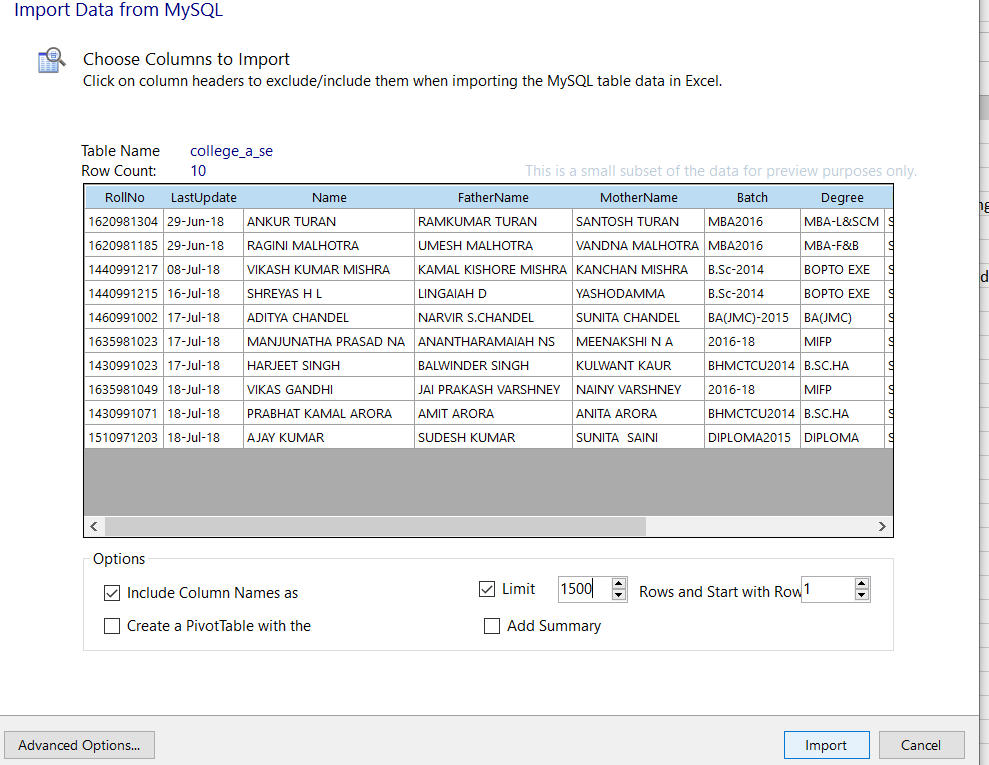 Import Data from MySQL
Choose Columns to Import
Click on column headers to exclude/include them when importing the MySQL table data in Excel.
Table Name college_a_se
Row Count: 10 This is a small subset of the data for preview purposes only.
RollNo LastUpdate Name FatherName MotherName Batch Degree
1620981304 29-Jun-18 ANKUR TURAN RAMKUMAR TURAN SANTOSH TURAN MBA2016 MBA-L&SCM S
1620981185 29-Jun-18 RAGINI MALHOTRA UMESH MALHOTRA VANDNA MALHOTRA MBA2016 MBA-F&B S
1440991217 08-Jul-18 VIKASH KUMAR MISHRA KAMAL KISHORE MISHRA KANCHAN MISHRA B.Sc-2014 BOPTO EXE S
1440991215 16-Jul-18 SHREYAS H L LINGAIAH D YASHODAMMA B.Sc-2014 BOPTO EXE S
1460991002 17-Jul-18 ADITYA CHANDEL NARVIR S.CHANDEL SUNITA CHANDEL BA(JMC)-2015 BA(JMC) S
1635981023 17-Jul-18 MANJUNATHA PRASAD NA ANANTHARAMAIAH NS MEENAKSHI N A 2016-18 MIFP S
1430991023 17-Jul-18 HARJEET SINGH BALWINDER SINGH KULWANT KAUR BHMCTCU2014 B.SC.HA S
1635981049 18-Jul-18 VIKAS GANDHI JAI PRAKASH VARSHNEY NAINY VARSHNEY 2016-18 MIFP S
1430991071 18-Jul-18 PRABHAT KAMAL ARORA AMIT ARORA ANITA ARORA BHMCTCU2014 B.SC.HA S
1510971203 18-Jul-18 AJAY KUMAR SUDESH KUMAR SUNITA SAINI DIPLOMA2015 DIPLOMA S
Options
Include Column Names as Limit 1500 Rows and Start with Row 1
Create a PivotTable with the Add Summary
Advanced Options... Import Cancel